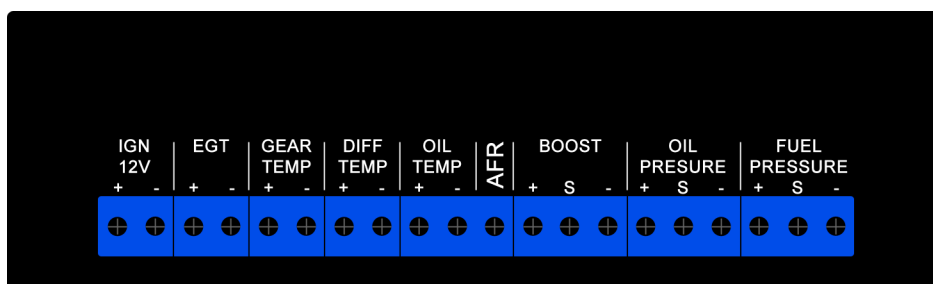 IGN
12V
+ -
EGT
+ -
GEAR
TEMP
+ -
DIFF
TEMP
+ -
OIL
TEMP
+ -
AFR
BOOST
+ S -
OIL
PRESURE
+ S -
FUEL
PRESSURE
+ S -